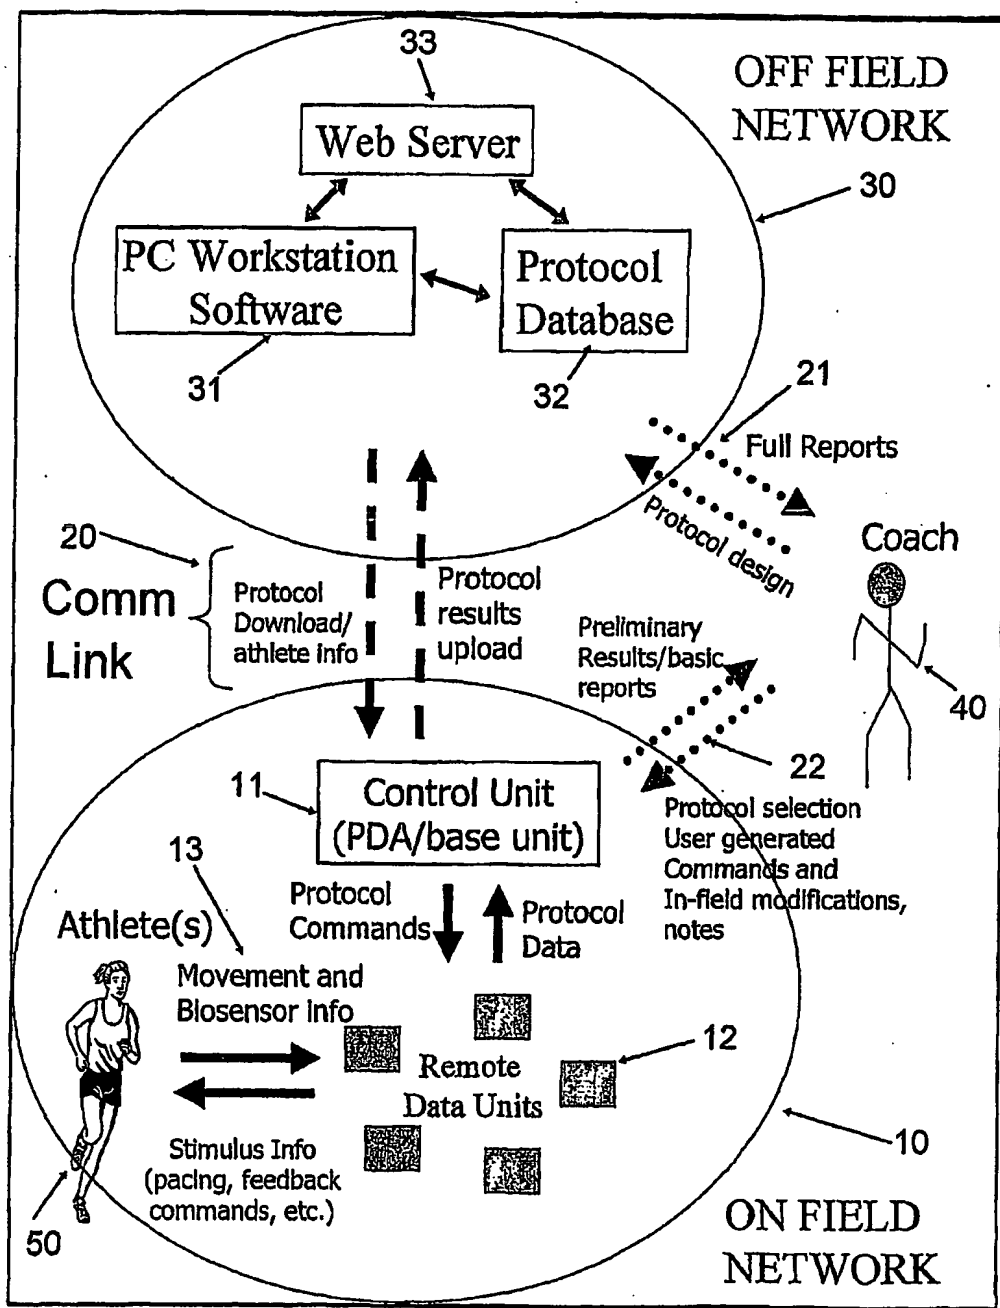 33
OFF FIELD
NETWORK
Web Server
30
PC Workstation
Software
Protocol
Database
31
32
21
Full Reports
Protocol design
Coach
20
Comm
Link
Protocol
Download/
athlete info
Protocol
results
upload
Preliminary
Results/basic
reports
40
22
11
Control Unit
(PDA/base unit)
Protocol selection
User generated
Commands and
In-field modifications,
notes
13
Protocol
Commands
Protocol
Data
Athlete(s)
Movement and
Biosensor info
12
Remote
Data Units
10
Stimulus Info
(pacing, feedback
commands, etc.)
50
ON FIELD
NETWORK